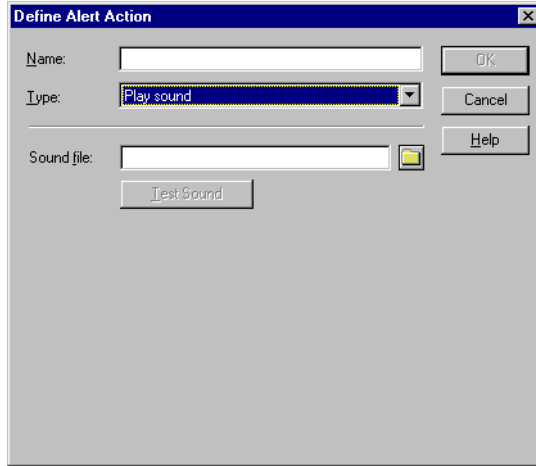 Define Alert Action
Name:
OK
Type:
Play sound
Cancel
Help
Sound file:
Test Sound